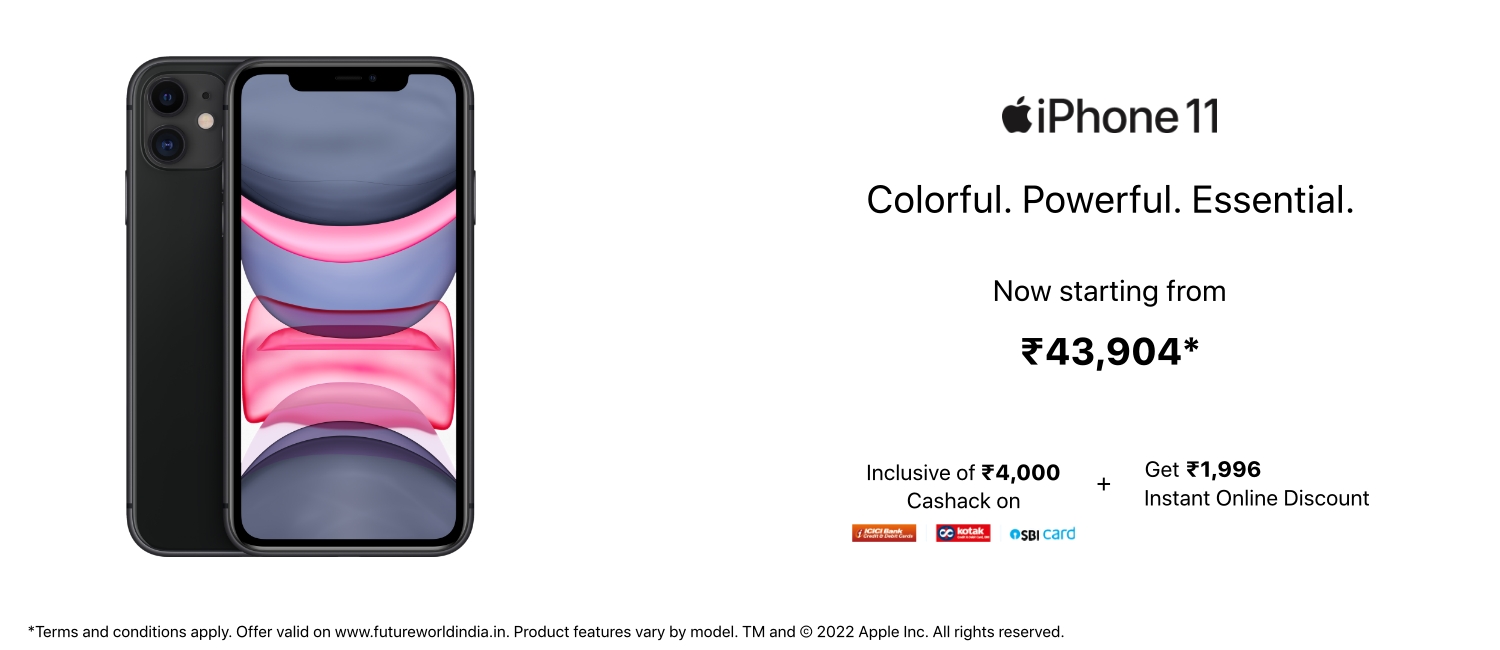 iPhone 11
Colorful. Powerful. Essential.
Now starting from
₹43,904*
Inclusive of ₹4,000
Cashack on
+
Get ₹1,996
Instant Online Discount
ICICI Bank
Credit & Debit Cards
kotak
SBI card
*Terms and conditions apply. Offer valid on www.futureworldindia.in. Product features vary by model. TM and © 2022 Apple Inc. All rights reserved.